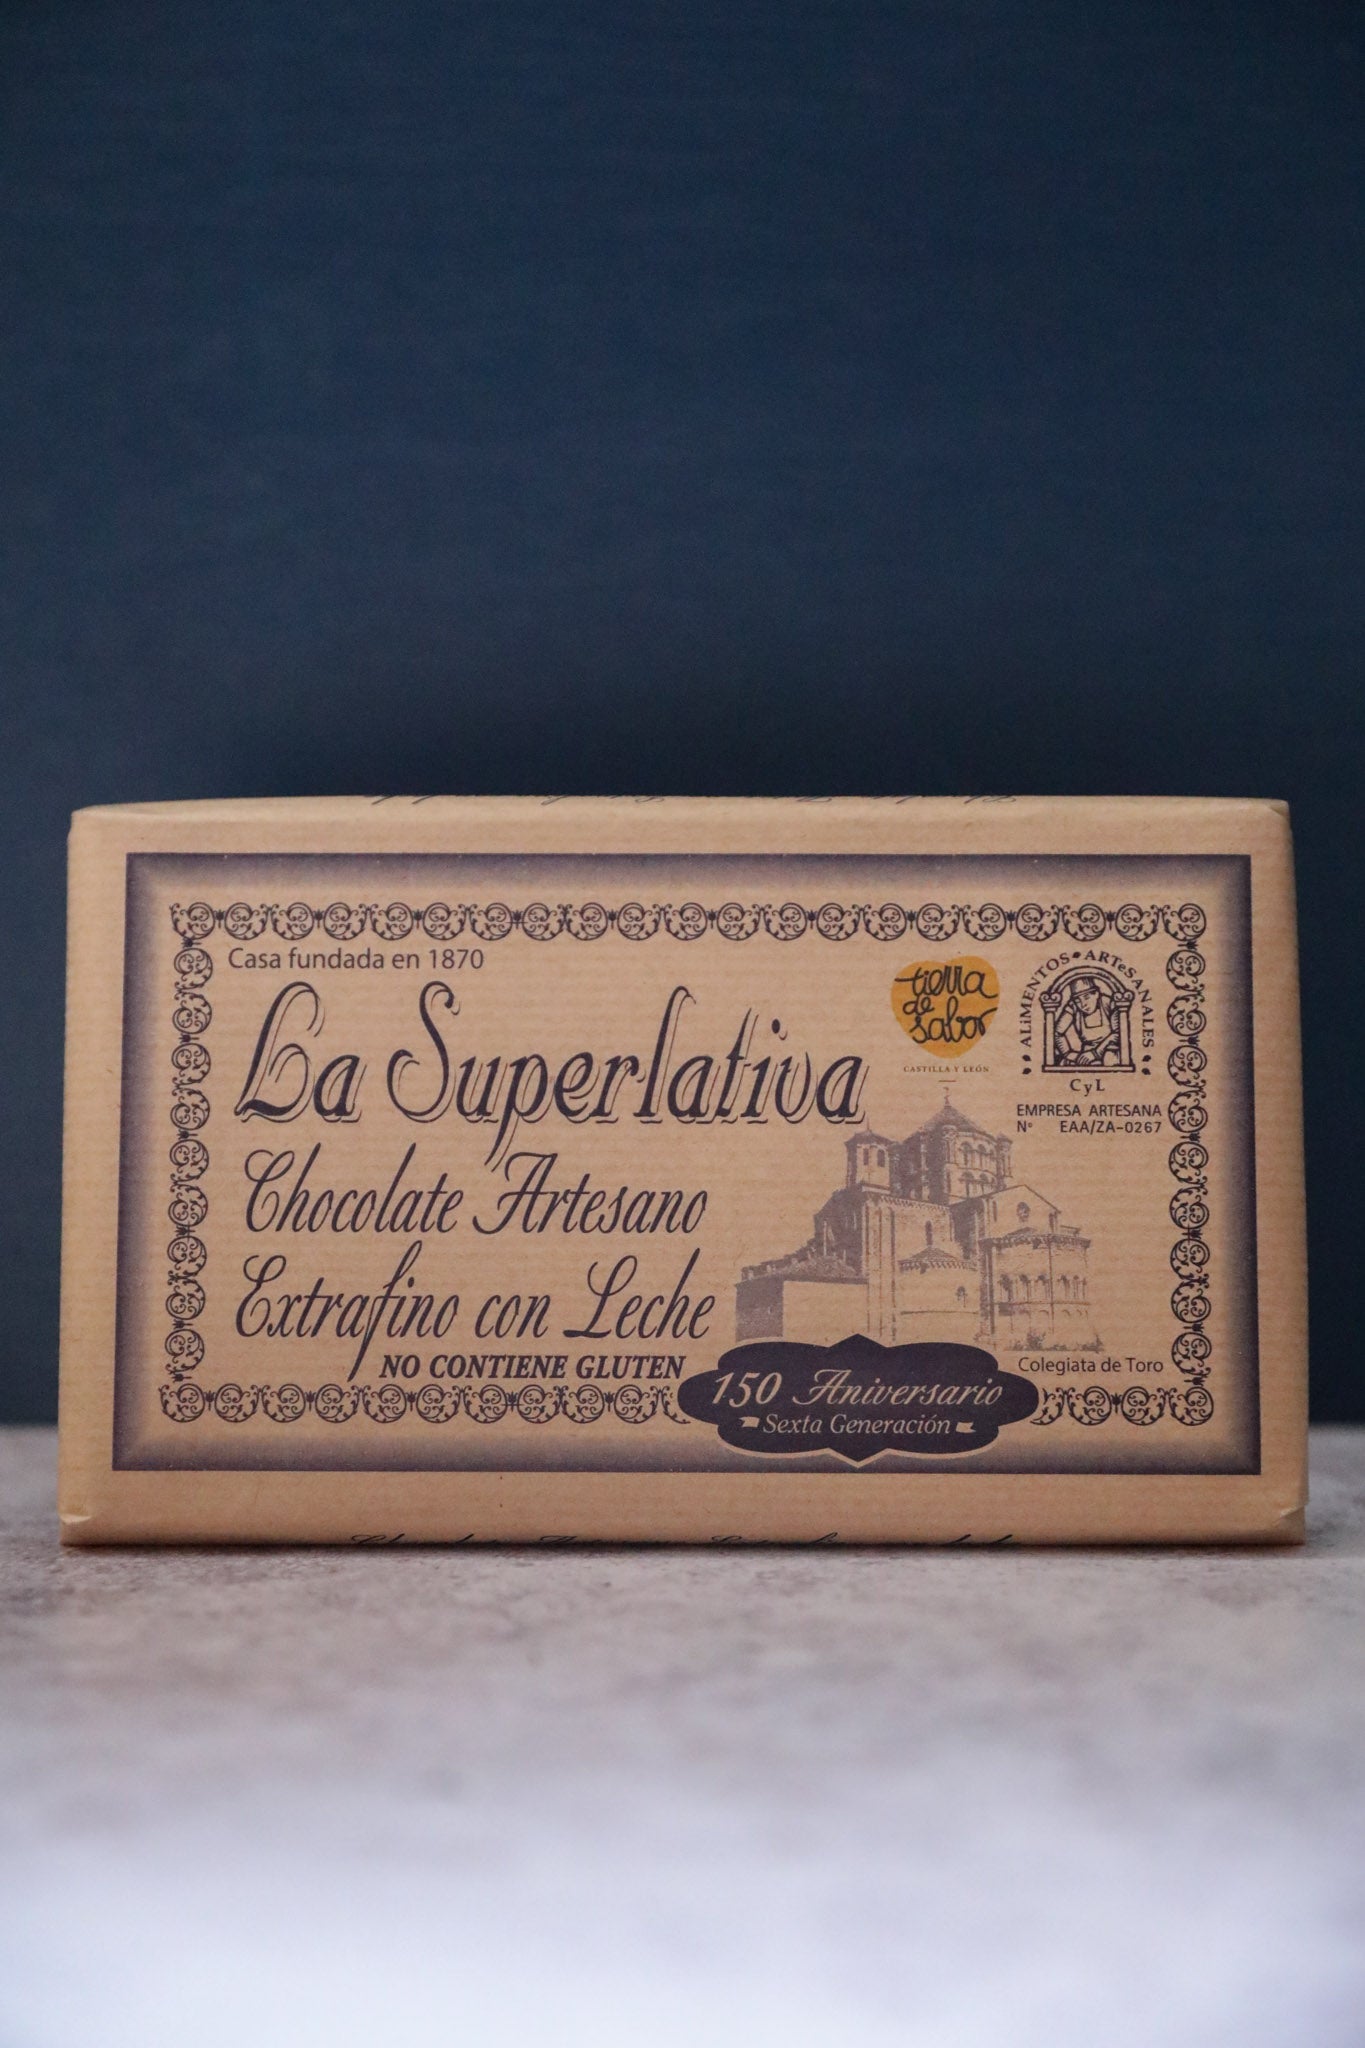 Casa fundada en 1870
La Superlativa
Chocolate Artesano
Extrafino con Leche
NO CONTIENE GLUTEN
tierra
de
sabor
CASTILLA Y LEÓN
ALiMENTOS • ARTeSANALES
CyL
EMPRESA ARTESANA
Nº EAA/ZA-0267
Colegiata de Toro
150 Aniversario
Sexta Generación